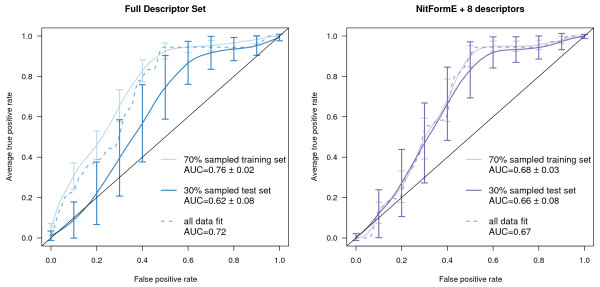 Full Descriptor Set
Average true positive rate
1.0
0.8
0.6
0.4
0.2
0.0
70% sampled training set
AUC=0.76 ± 0.02
30% sampled test set
AUC=0.62 ± 0.08
all data fit
AUC=0.72
0.0 0.2 0.4 0.6 0.8 1.0
False positive rate
NitFormE + 8 descriptors
Average true positive rate
1.0
0.8
0.6
0.4
0.2
0.0
70% sampled training set
AUC=0.68 ± 0.03
30% sampled test set
AUC=0.66 ± 0.08
all data fit
AUC=0.67
0.0 0.2 0.4 0.6 0.8 1.0
False positive rate